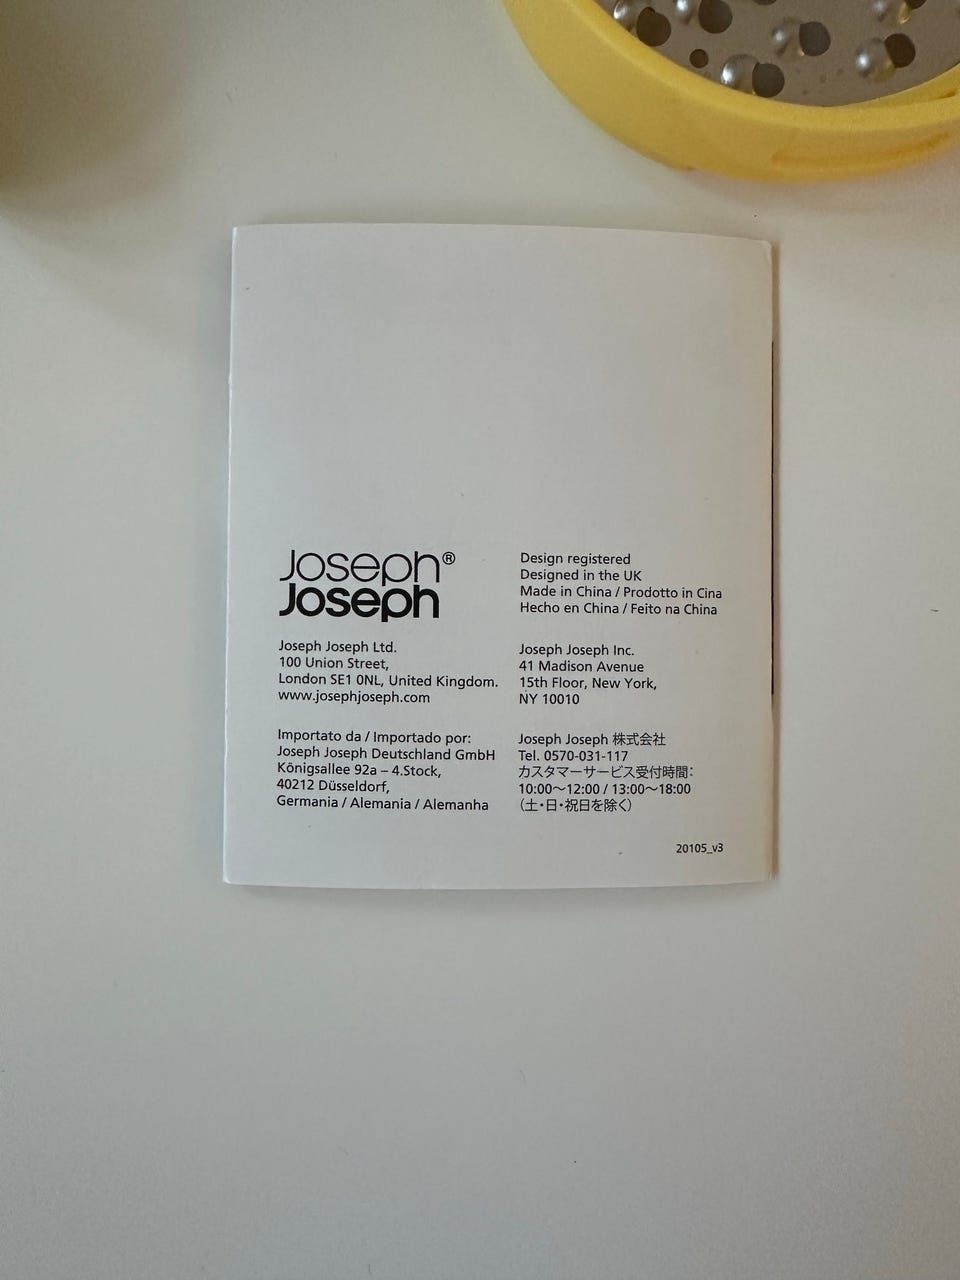 Joseph®
Joseph
Joseph Joseph Ltd.
100 Union Street,
London SE1 0NL, United Kingdom.
www.josephjoseph.com
Importato da / Importado por:
Joseph Joseph Deutschland GmbH
Königsallee 92a – 4.Stock,
40212 Düsseldorf,
Germania / Alemania / Alemanha
Design registered
Designed in the UK
Made in China / Prodotto in Cina
Hecho en China / Feito na China
Joseph Joseph Inc.
41 Madison Avenue
15th Floor, New York,
NY 10010
Joseph Joseph 株式会社
Tel. 0570-031-117
カスタマーサービス受付時間：
10:00〜12:00 / 13:00〜18:00
（土・日・祝日を除く）
20105_v3